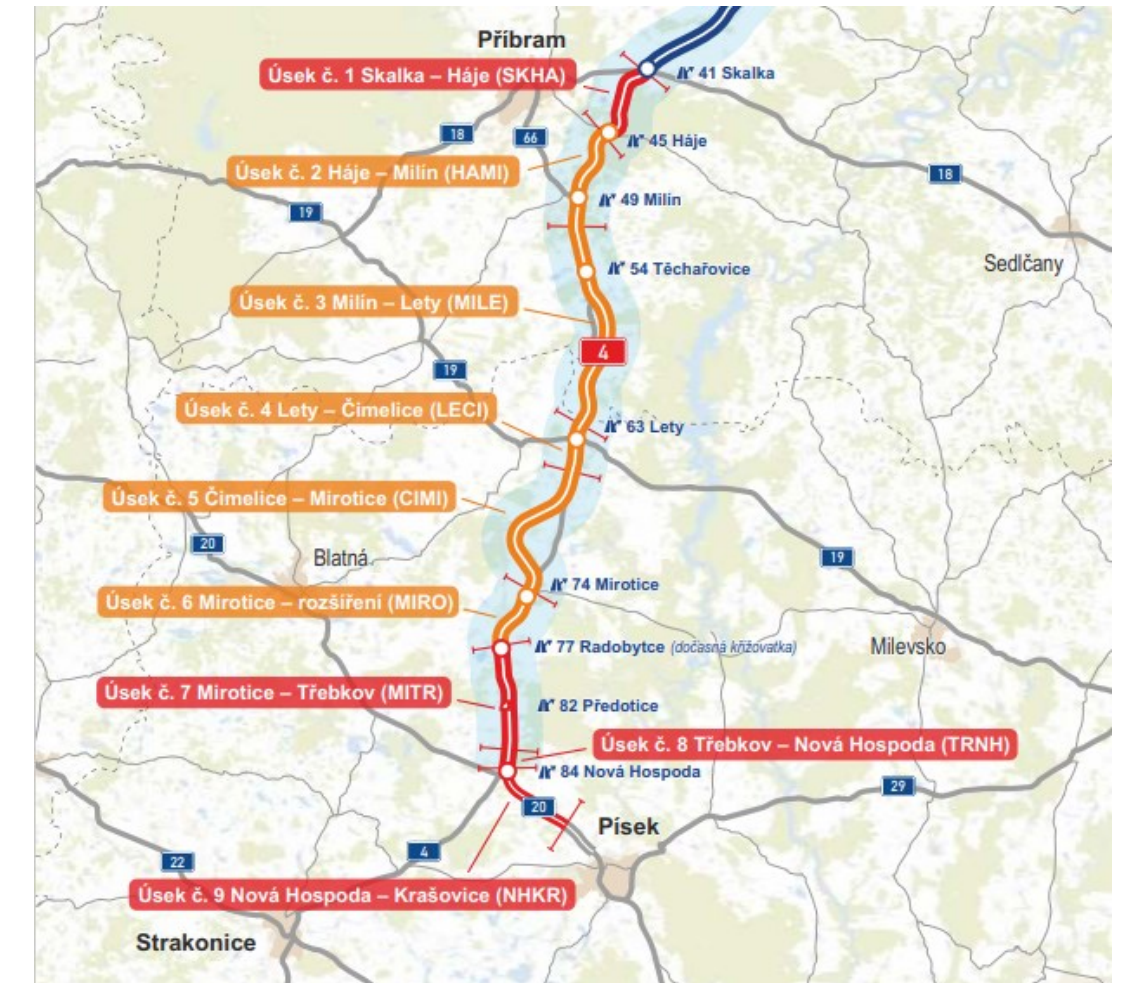 Příbram
Úsek č. 1 Skalka – Háje (SKHA)
41 Skalka
18
66
45 Háje
Úsek č. 2 Háje – Milín (HAMI)
18
19
49 Milín
Sedlčany
54 Těchařovice
Úsek č. 3 Milín – Lety (MILE)
4
19
Úsek č. 4 Lety – Čimelice (LECI)
63 Lety
Úsek č. 5 Čimelice – Mirotice (CIMI)
20
Blatná
19
74 Mirotice
Úsek č. 6 Mirotice – rozšíření (MIRO)
77 Radobytce (dočasná křižovatka)
Milevsko
Úsek č. 7 Mirotice – Třebkov (MITR)
82 Předotice
Úsek č. 8 Třebkov – Nová Hospoda (TRNH)
84 Nová Hospoda
29
20
Písek
4
22
Úsek č. 9 Nová Hospoda – Krašovice (NHKR)
Strakonice